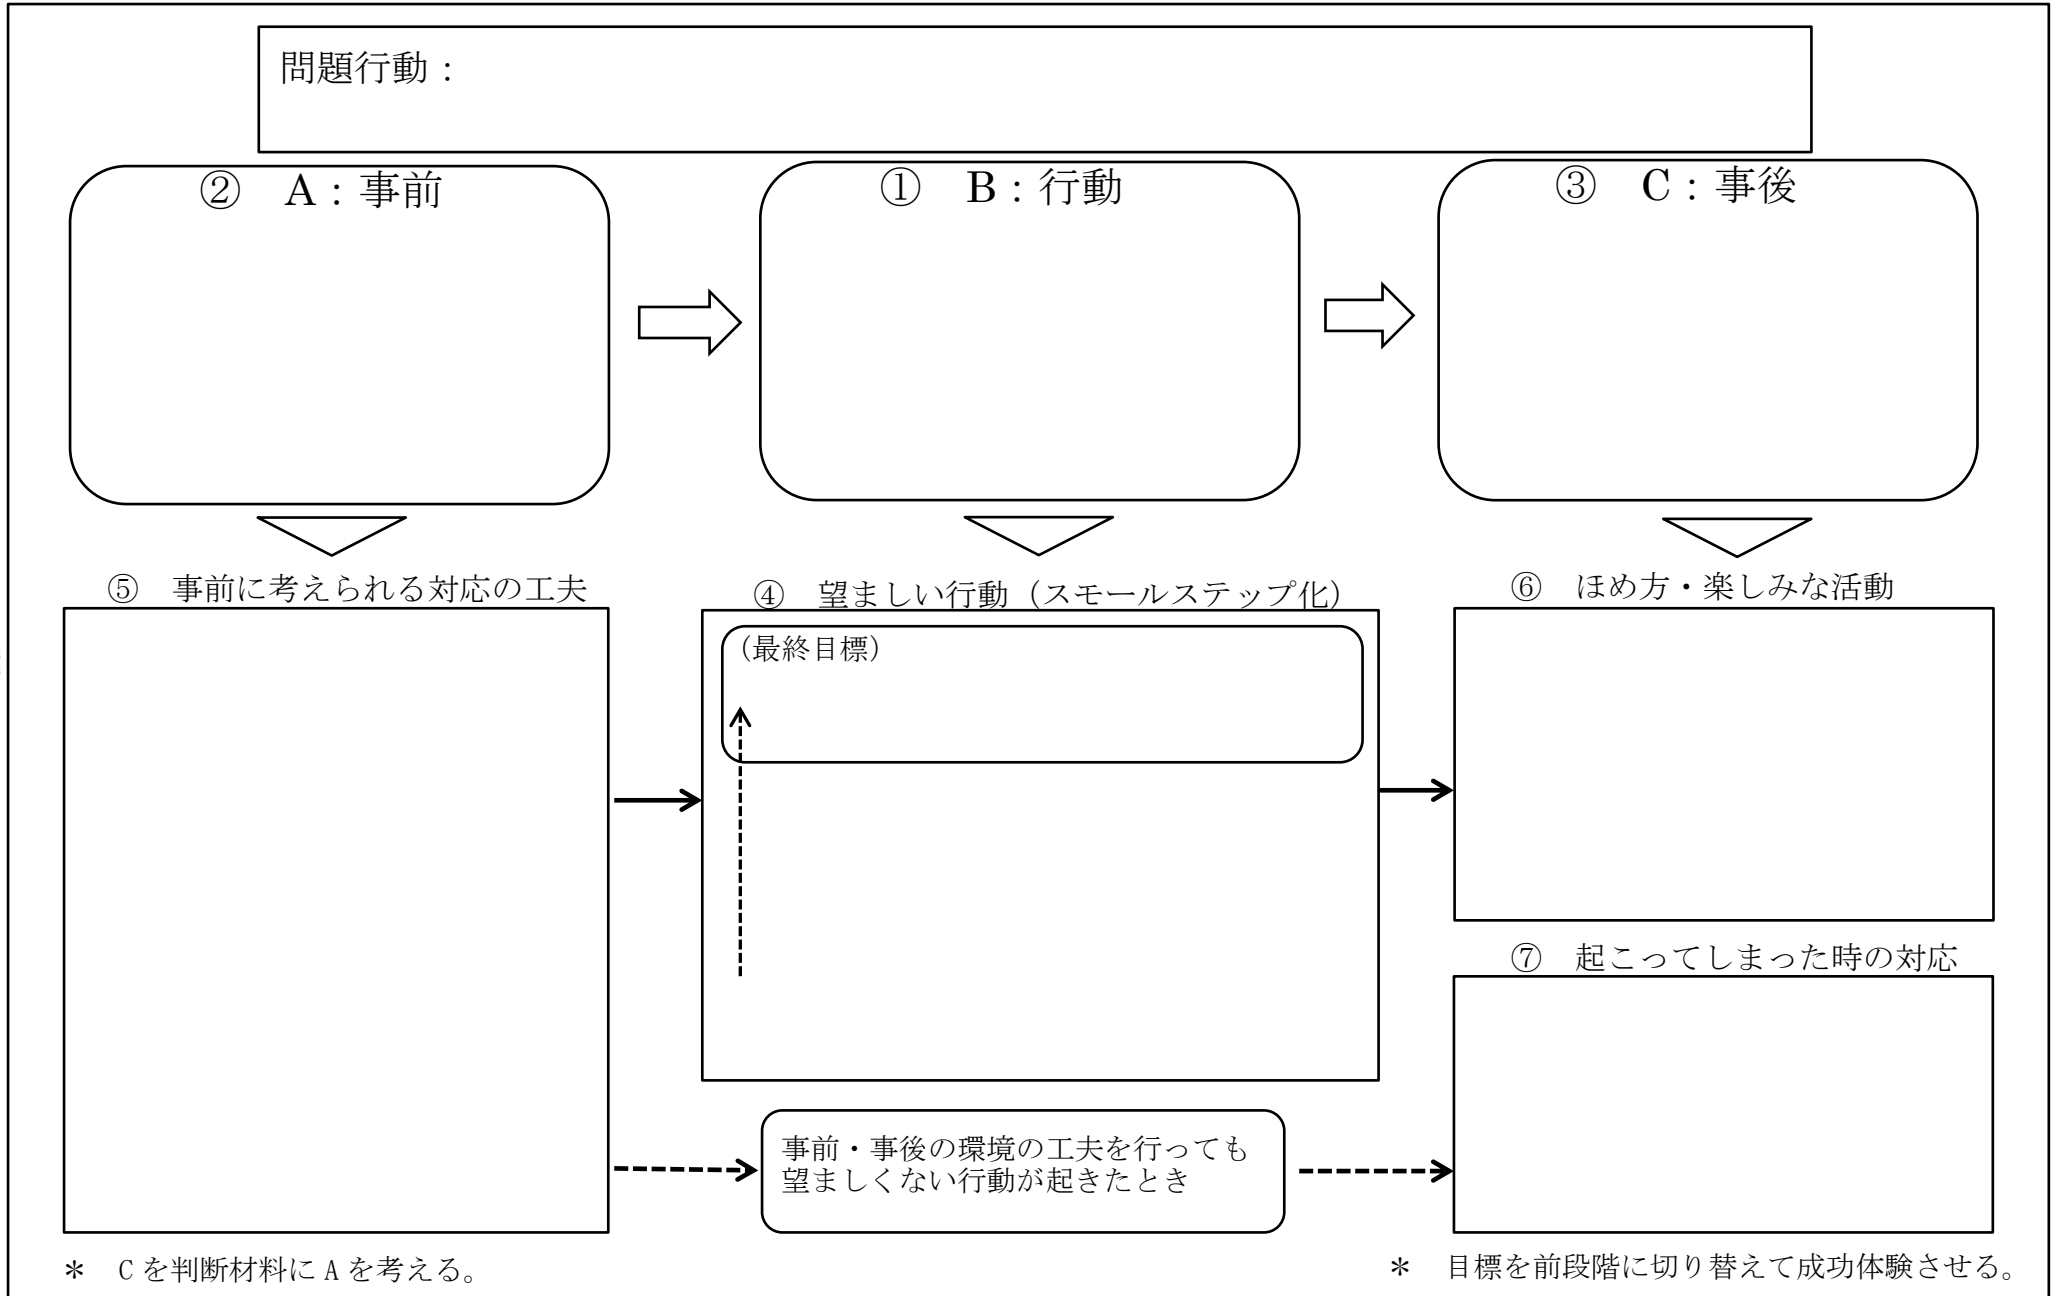 問題行動：
② A：事前
① B：行動
③ C：事後
⑤ 事前に考えられる対応の工夫
④ 望ましい行動（スモールステップ化）
⑥ ほめ方・楽しみな活動
（最終目標）
⑦ 起こってしまった時の対応
事前・事後の環境の工夫を行っても
望ましくない行動が起きたとき
＊ Cを判断材料にAを考える。
＊ 目標を前段階に切り替えて成功体験させる。